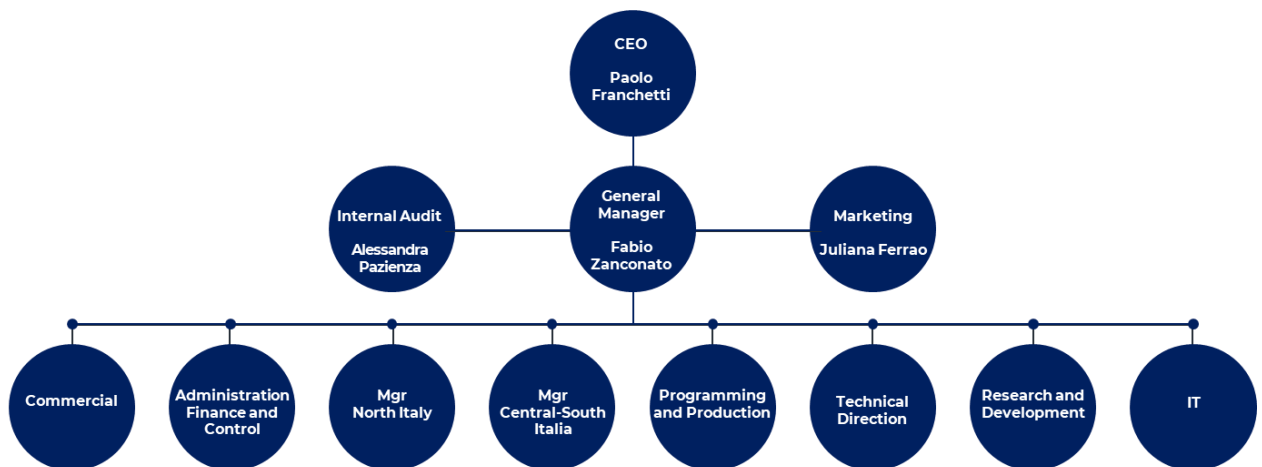 CEO
Paolo
Franchetti
Internal Audit
Alessandra
Pazienza
General
Manager
Fabio
Zanconato
Marketing
Juliana Ferrao
Commercial
Administration
Finance and
Control
Mgr
North Italy
Mgr
Central-South
Italia
Programming
and Production
Technical
Direction
Research and
Development
IT